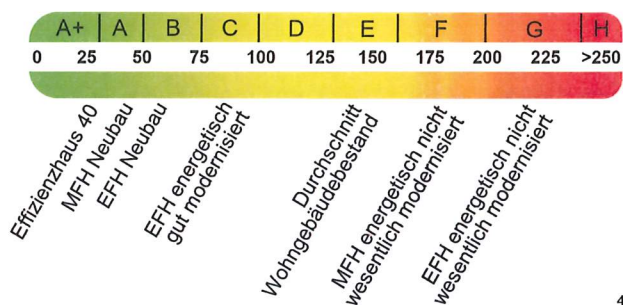 A+ A B C D E F G H
0 25 50 75 100 125 150 175 200 225 >250
Effizienzhaus 40
MFH Neubau
EFH Neubau
EFH energetisch
gut modernisiert
Durchschnitt
Wohngebäudebestand
MFH energetisch nicht
wesentlich modernisiert
EFH energetisch nicht
wesentlich modernisiert